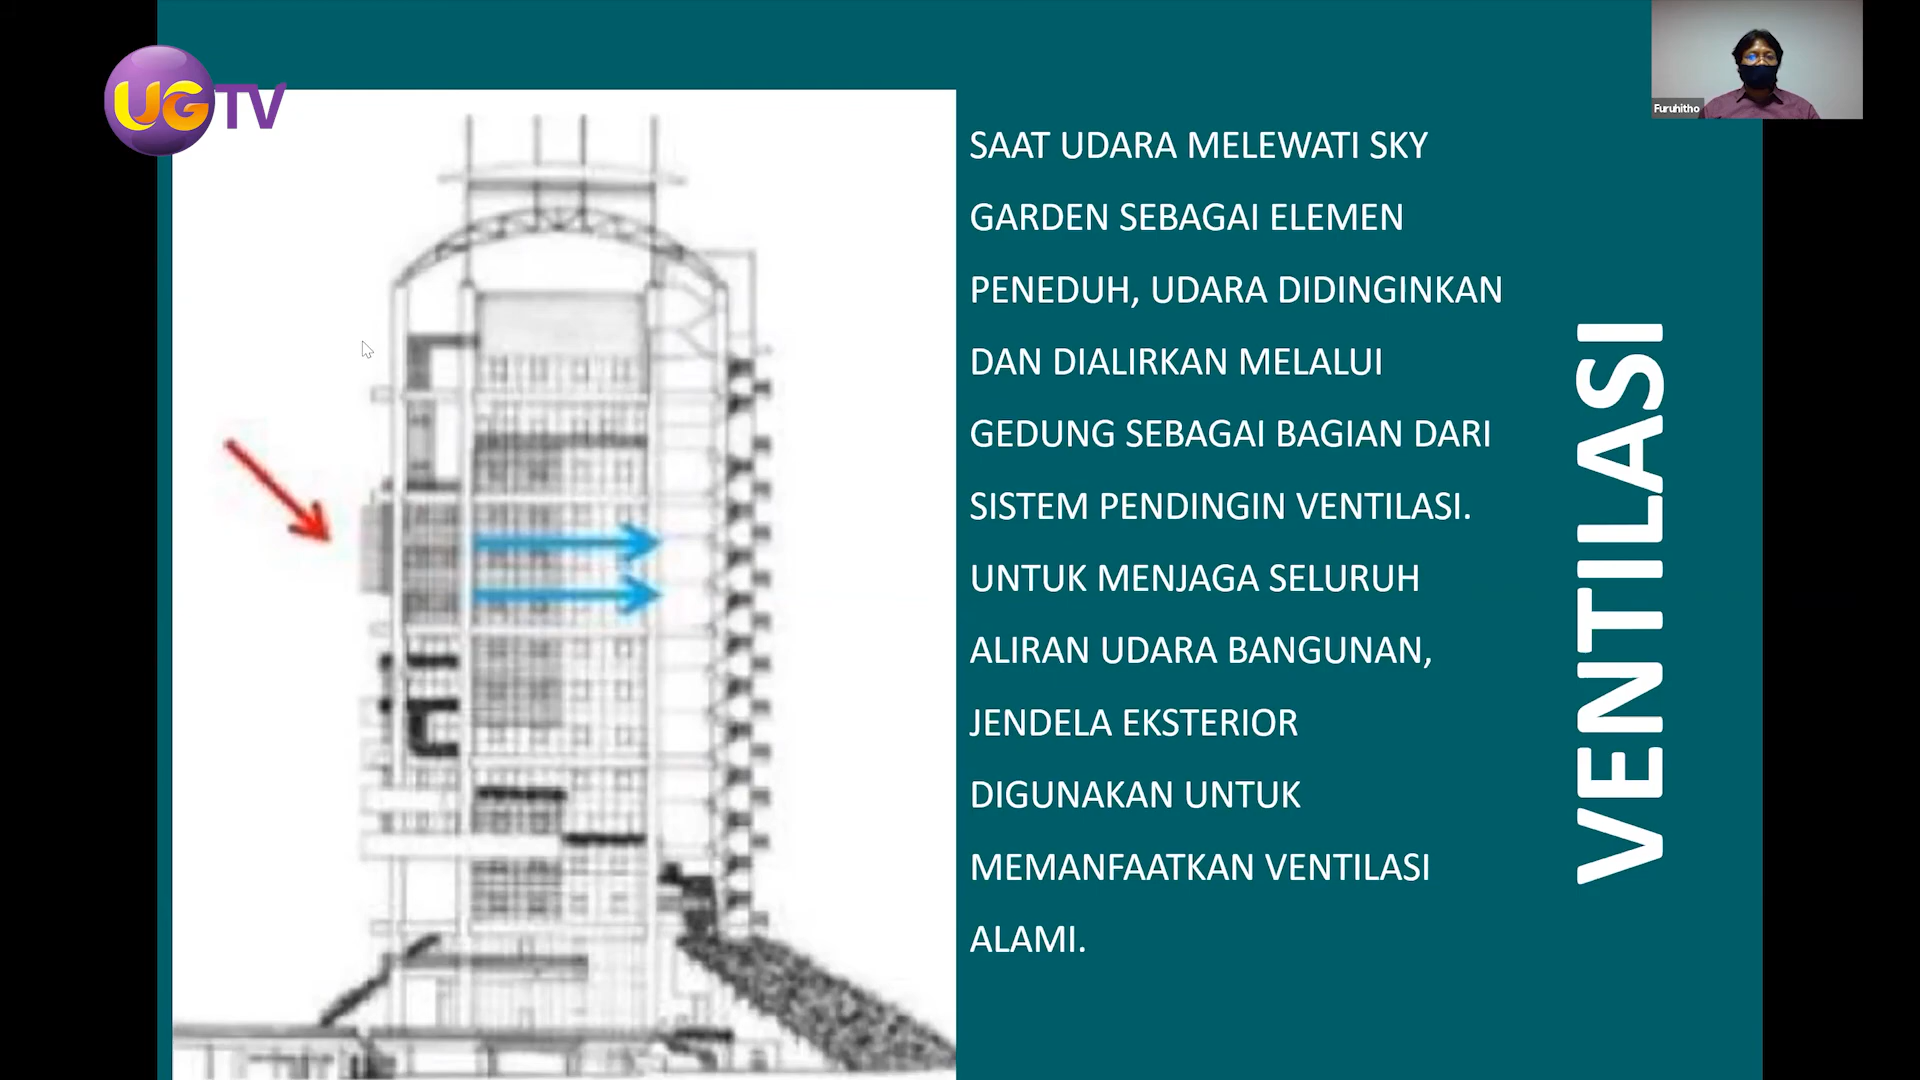 UGTV
Furuhitho
SAAT UDARA MELEWATI SKY
GARDEN SEBAGAI ELEMEN
PENEDUH, UDARA DIDINGINKAN
DAN DIALIRKAN MELALUI
GEDUNG SEBAGAI BAGIAN DARI
SISTEM PENDINGIN VENTILASI.
UNTUK MENJAGA SELURUH
ALIRAN UDARA BANGUNAN,
JENDELA EKSTERIOR
DIGUNAKAN UNTUK
MEMANFAATKAN VENTILASI
ALAMI.
VENTILASI